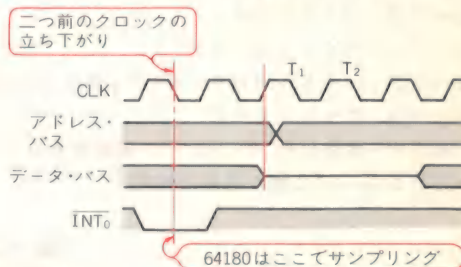 二つ前のクロックの
立ち下がり
T₁ T₂
CLK
アドレス・
バス
データ・バス
INT₀
64180はここでサンプリング